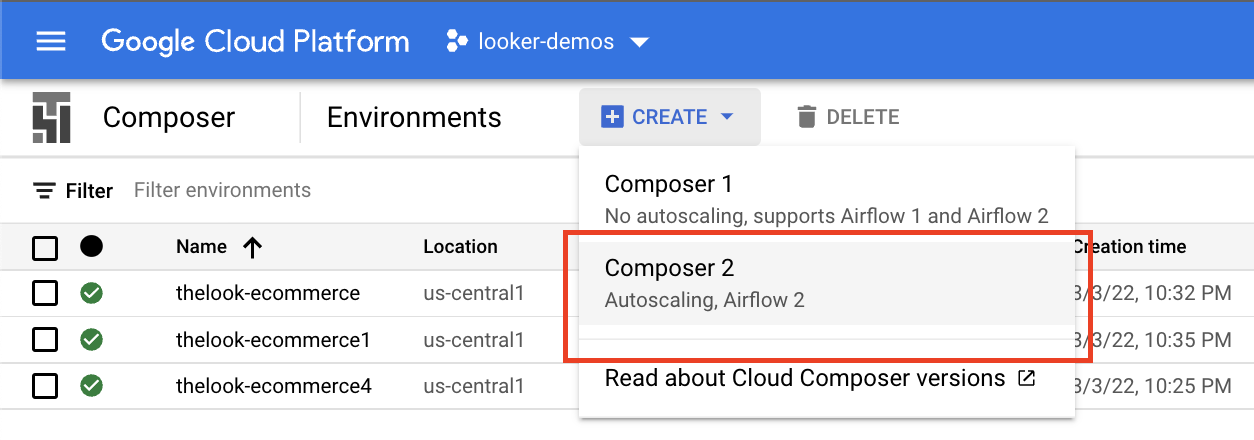 Google Cloud Platform looker-demos
Composer Environments CREATE DELETE
Filter Filter environments
Composer 1
No autoscaling, supports Airflow 1 and Airflow 2
Composer 2
Autoscaling, Airflow 2
Read about Cloud Composer versions
Name Location Creation time
thelook-ecommerce us-central1 3/3/22, 10:32 PM
thelook-ecommerce1 us-central1 3/3/22, 10:35 PM
thelook-ecommerce4 us-central1 3/3/22, 10:25 PM